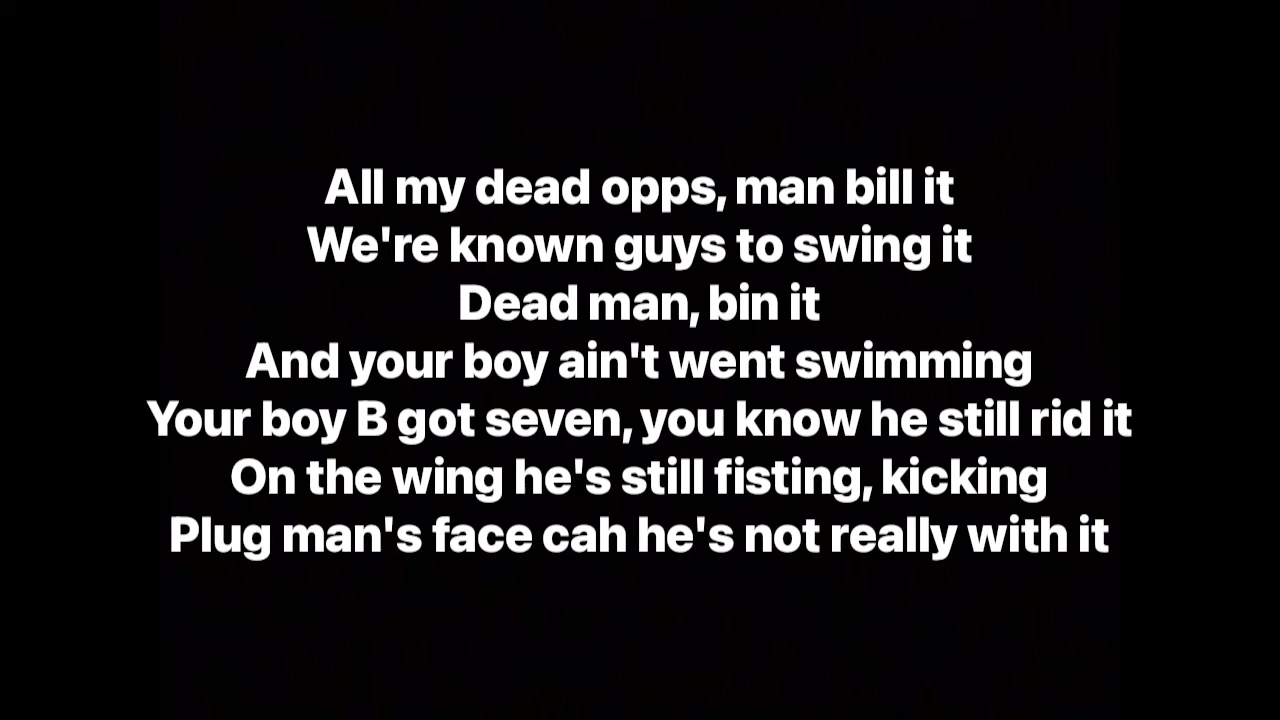 All my dead opps, man bill it
We're known guys to swing it
Dead man, bin it
And your boy ain't went swimming
Your boy B got seven, you know he still rid it
On the wing he's still fisting, kicking
Plug man's face cah he's not really with it